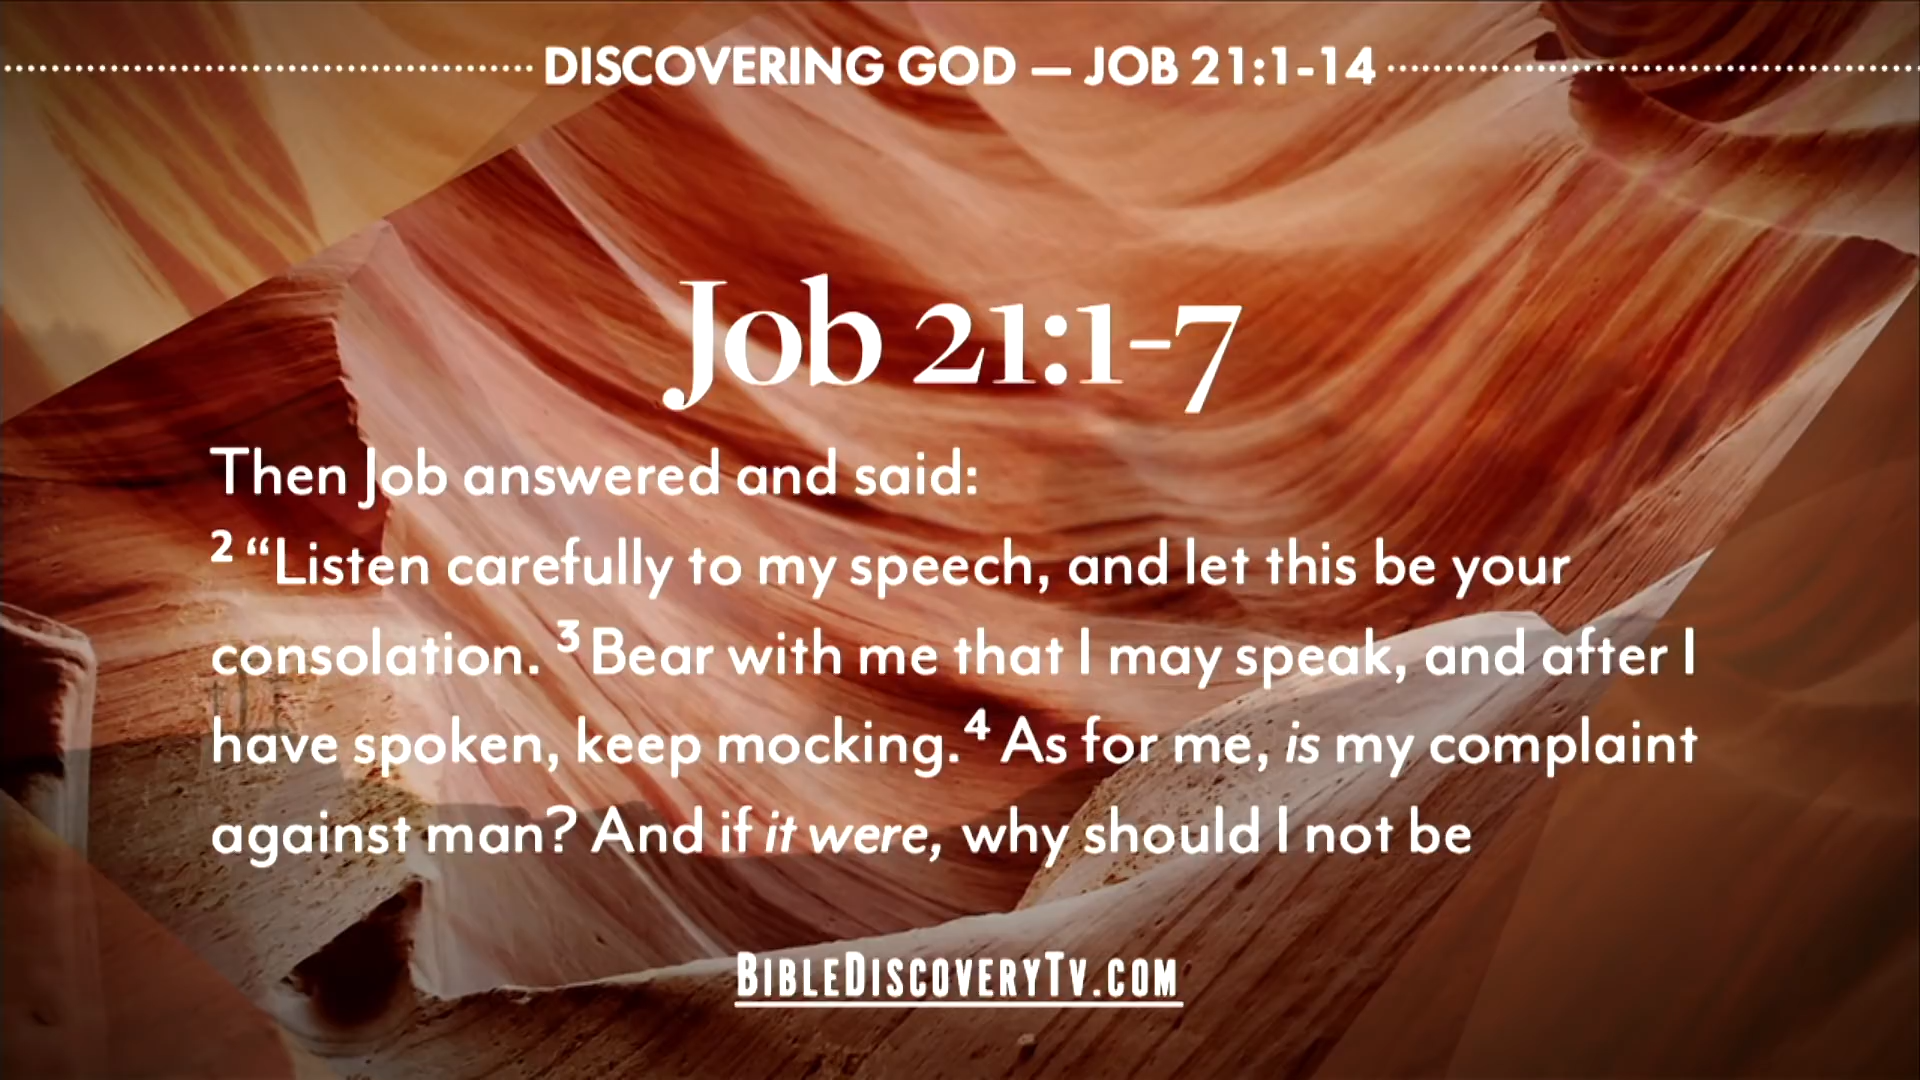 DISCOVERING GOD — JOB 21:1-14
Job 21:1-7
Then Job answered and said:
² “Listen carefully to my speech, and let this be your
consolation. ³ Bear with me that I may speak, and after I
have spoken, keep mocking. ⁴ As for me, is my complaint
against man? And if it were, why should I not be
BIBLEDISCOVERYTV.COM